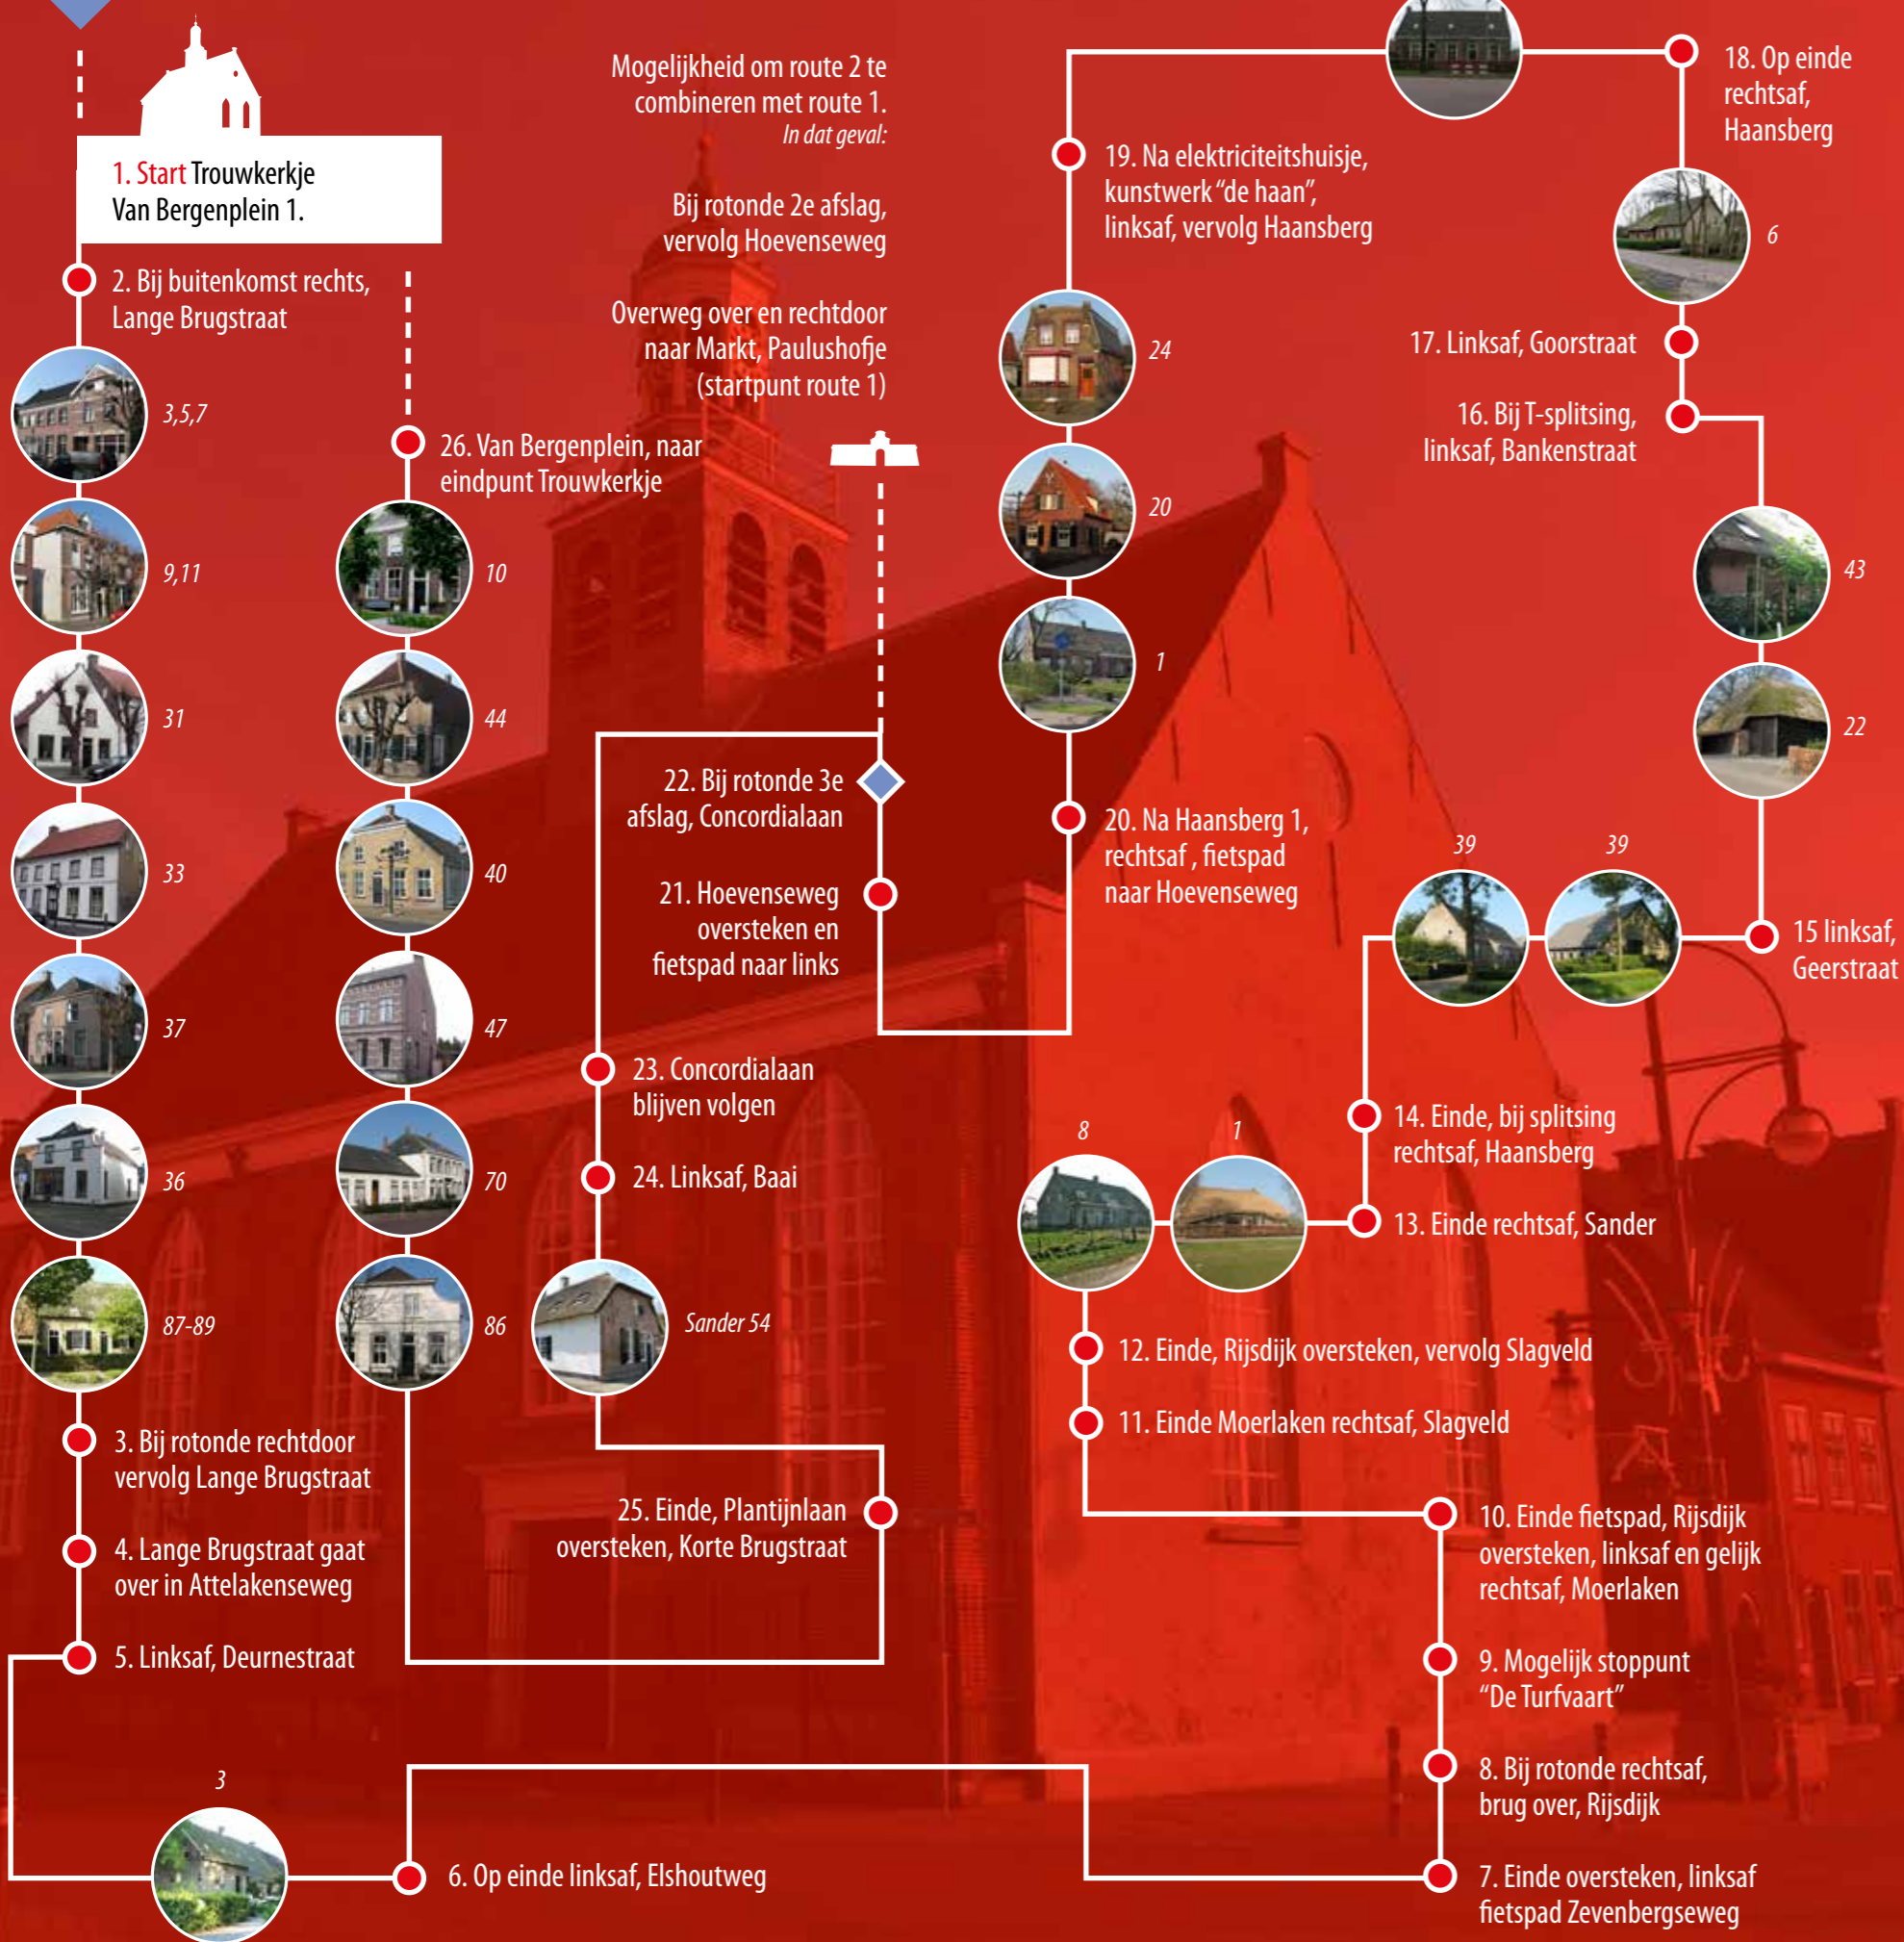 1. Start Trouwkerkje
Van Bergenplein 1.
2. Bij buitenkomst rechts,
Lange Brugstraat
3,5,7
9,11
31
33
37
36
87-89
3. Bij rotonde rechtdoor
vervolg Lange Brugstraat
4. Lange Brugstraat gaat
over in Attelakenseweg
5. Linksaf, Deurnestraat
3
6. Op einde linksaf, Elshoutweg
7. Einde oversteken, linksaf
fietspad Zevenbergseweg
8. Bij rotonde rechtsaf,
brug over, Rijsdijk
9. Mogelijk stoppunt
“De Turfvaart”
10. Einde fietspad, Rijsdijk
oversteken, linksaf en gelijk
rechtsaf, Moerlaken
11. Einde Moerlaken rechtsaf, Slagveld
12. Einde, Rijsdijk oversteken, vervolg Slagveld
8
1
13. Einde rechtsaf, Sander
14. Einde, bij splitsing
rechtsaf, Haansberg
39
39
15 linksaf,
Geerstraat
22
43
16. Bij T-splitsing,
linksaf, Bankenstraat
17. Linksaf, Goorstraat
6
18. Op einde
rechtsaf,
Haansberg
19. Na elektriciteitshuisje,
kunstwerk “de haan”,
linksaf, vervolg Haansberg
24
20
1
20. Na Haansberg 1,
rechtsaf , fietspad
naar Hoevenseweg
21. Hoevenseweg
oversteken en
fietspad naar links
22. Bij rotonde 3e
afslag, Concordialaan
Mogelijkheid om route 2 te
combineren met route 1.
In dat geval:
Bij rotonde 2e afslag,
vervolg Hoevenseweg
Overweg over en rechtdoor
naar Markt, Paulushofje
(startpunt route 1)
23. Concordialaan
blijven volgen
24. Linksaf, Baai
Sander 54
25. Einde, Plantijnlaan
oversteken, Korte Brugstraat
86
70
47
40
44
10
26. Van Bergenplein, naar
eindpunt Trouwkerkje